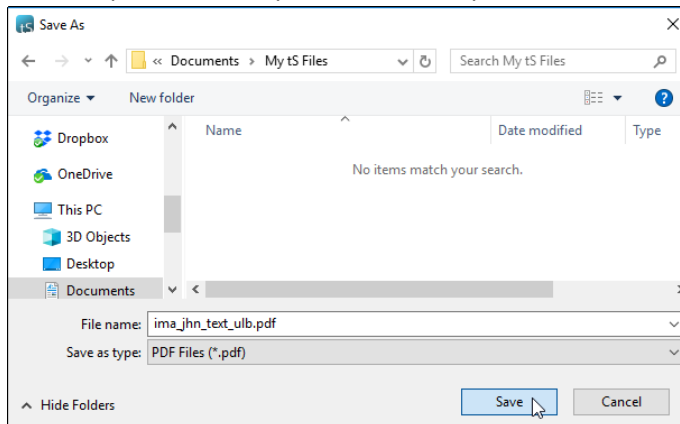 tS Save As
« Documents › My tS Files Search My tS Files
Organize New folder
Name Date modified Type
Dropbox
No items match your search.
OneDrive
This PC
3D Objects
Desktop
Documents
File name: ima_jhn_text_ulb.pdf
Save as type: PDF Files (*.pdf)
Hide Folders Save Cancel